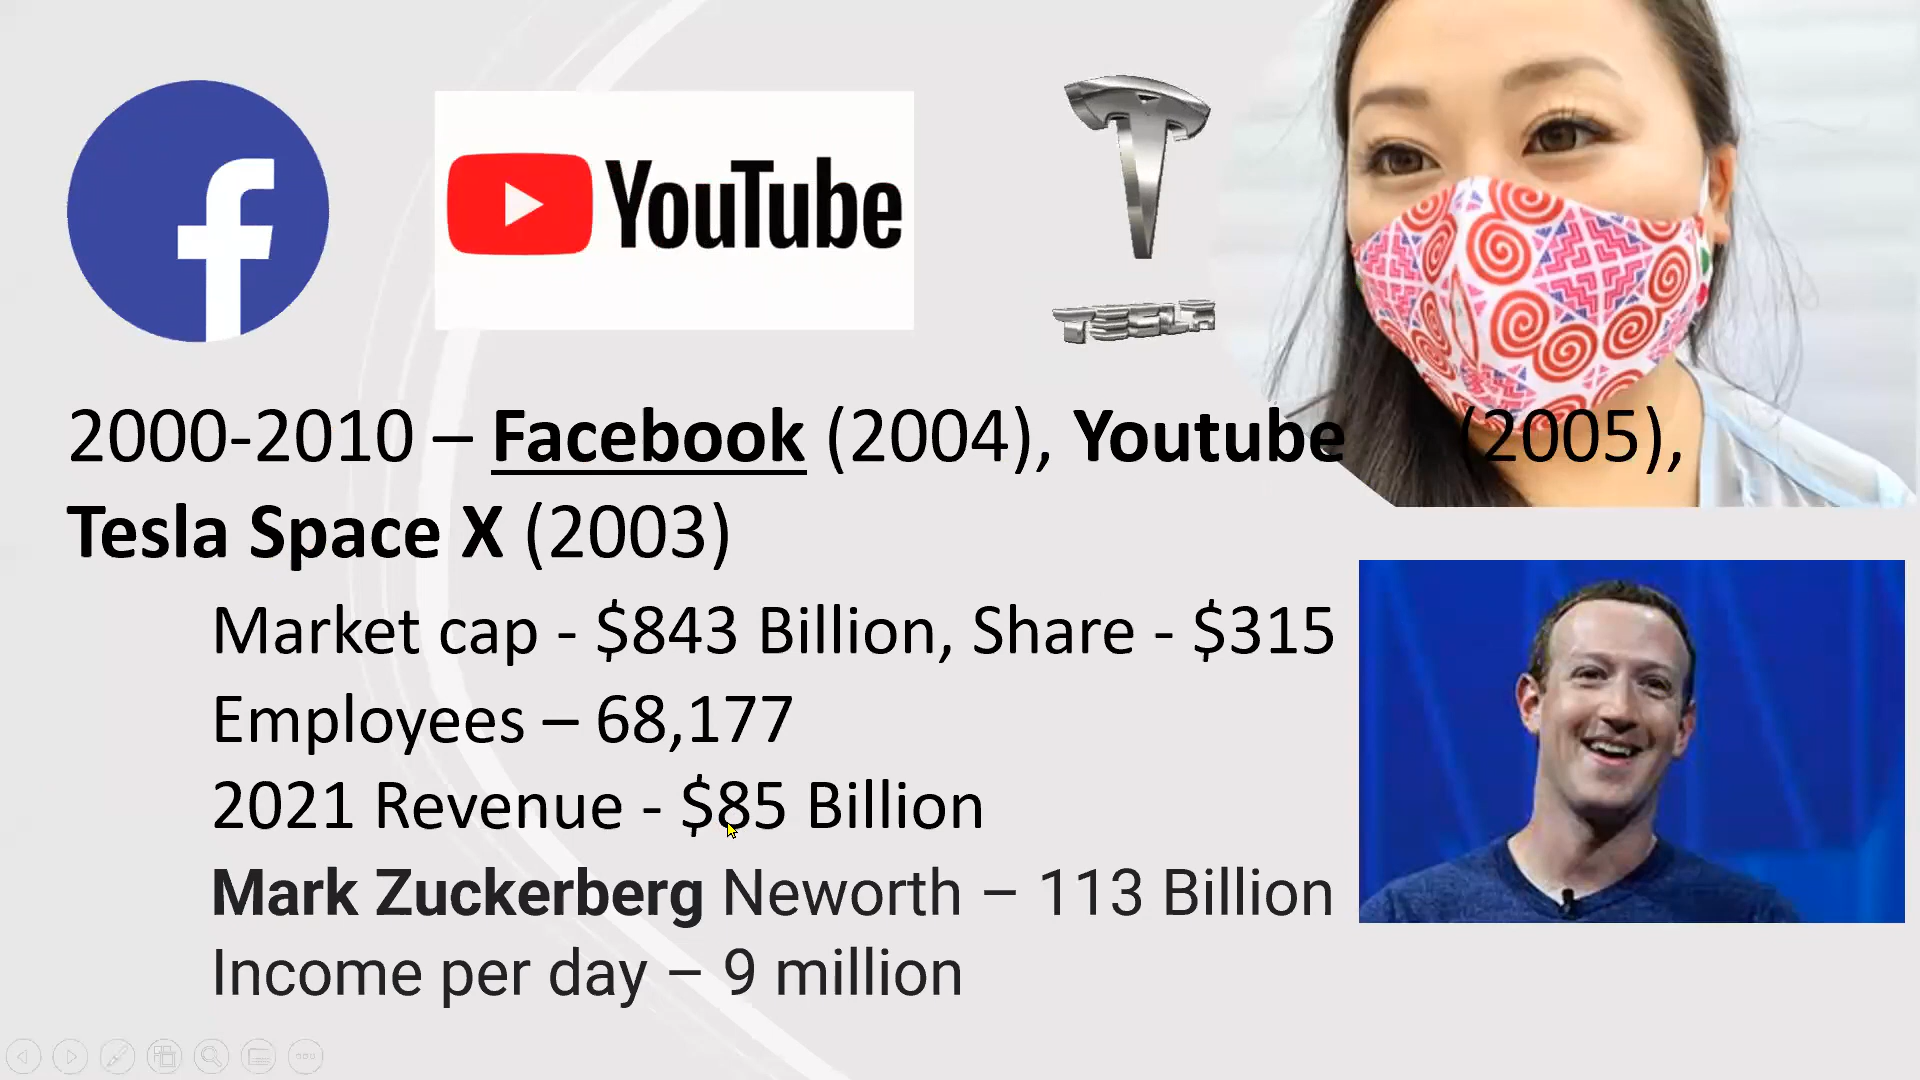 YouTube
TESLA
2000-2010 – Facebook (2004), Youtube (2005),
Tesla Space X (2003)
Market cap - $843 Billion, Share - $315
Employees – 68,177
2021 Revenue - $85 Billion
Mark Zuckerberg Neworth – 113 Billion
Income per day – 9 million